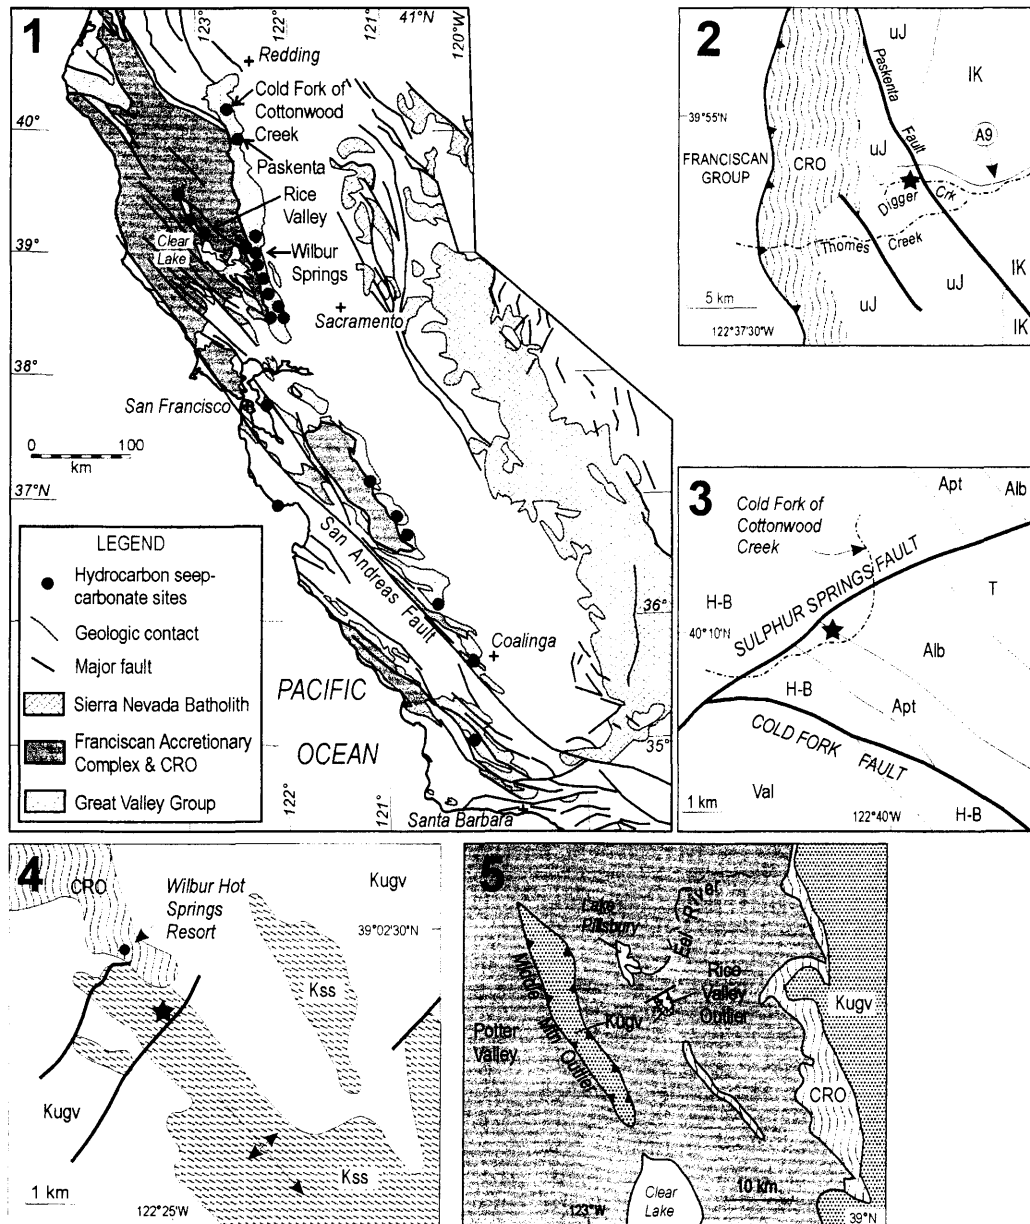 1
123°
122°
121°
41°N
120°W
Redding
Cold Fork of
Cottonwood
Creek
40°
Paskenta
Rice
Valley
Clear
Lake
39°
Wilbur
Springs
Sacramento
38°
San Francisco
0 100
km
37°N
San Andreas Fault
36°
Coalinga
PACIFIC
OCEAN
35°
122°
121°
Santa Barbara
LEGEND
Hydrocarbon seep-
carbonate sites
Geologic contact
Major fault
Sierra Nevada Batholith
Franciscan Accretionary
Complex & CRO
Great Valley Group
2
uJ
Paskenta Fault
lK
39°55'N
A9
uJ
FRANCISCAN
GROUP
CRO
Digger Crk
Thomes Creek
uJ
lK
5 km
uJ
122°37'30"W
lK
3
Apt
Alb
Cold Fork of
Cottonwood
Creek
SULPHUR SPRINGS FAULT
H-B
T
40°10'N
Alb
H-B
Apt
COLD FORK
FAULT
Val
1 km
122°40'W
H-B
4
CRO
Wilbur Hot
Springs
Resort
Kugv
39°02'30"N
Kss
Kugv
Kss
1 km
122°25'W
5
Lake
Pillsbury
Eel River
Rice
Valley
Outlier
Kugv
Kugv
Potter
Valley
Middle Mtn Outlier
CRO
10 km
123°W
Clear
Lake
39°N